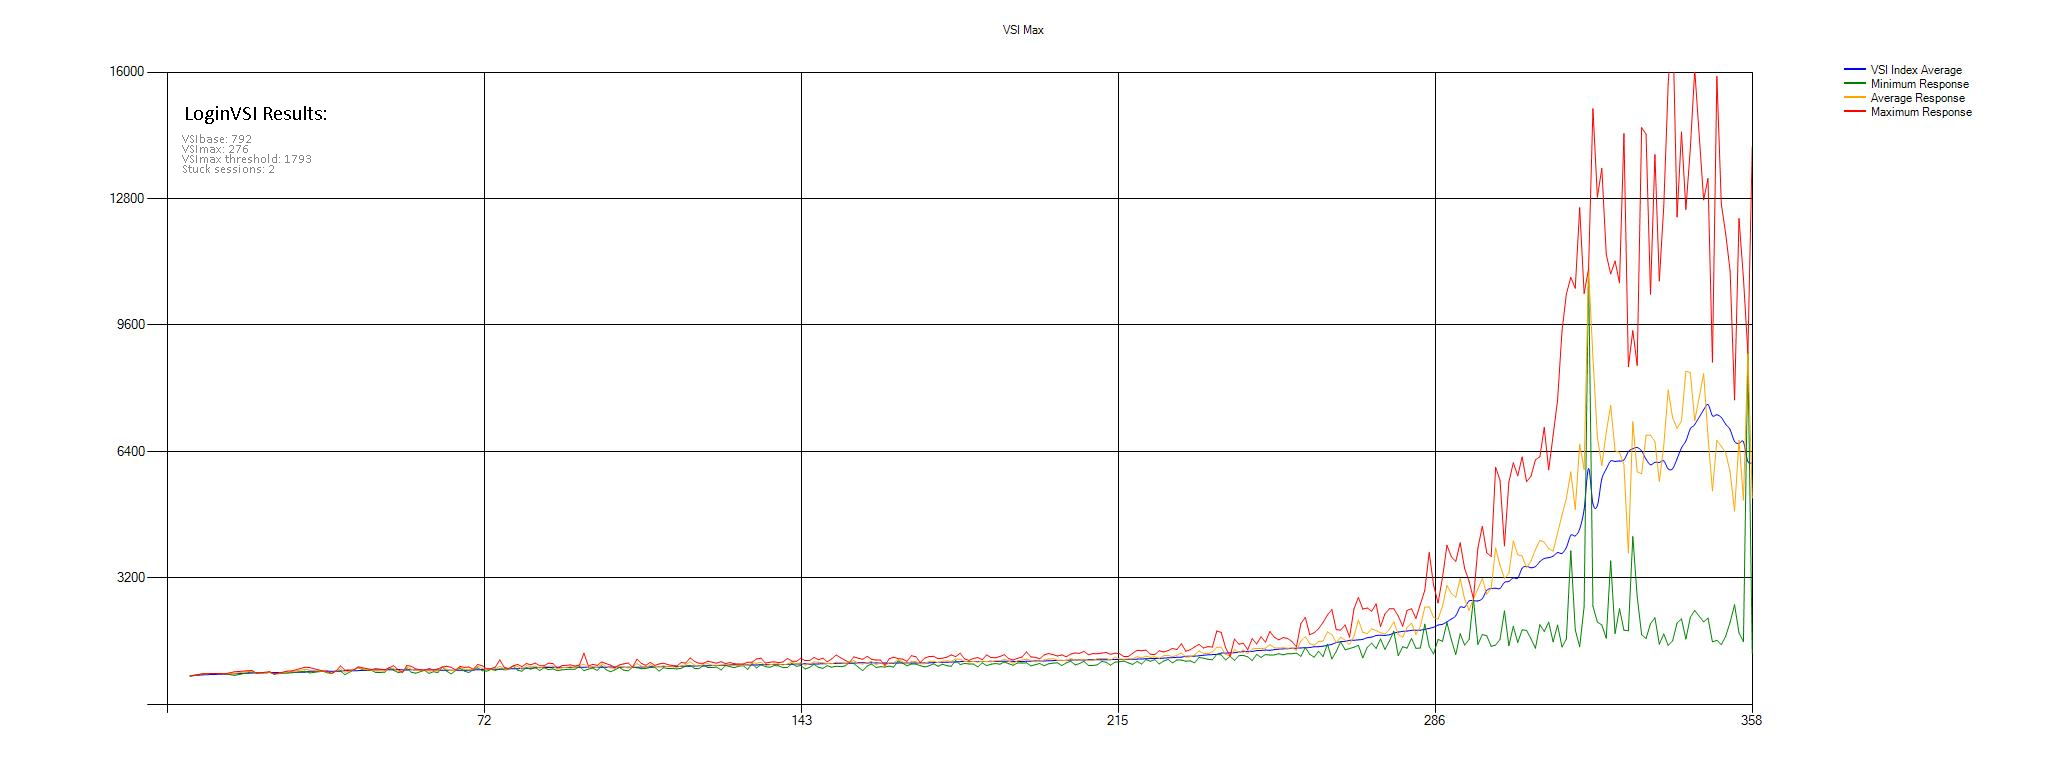 VSI Max
16000
12800
9600
6400
3200
LoginVSI Results:
VSIbase: 792
VSImax: 276
VSImax threshold: 1793
Stuck sessions: 2
VSI Index Average
Minimum Response
Average Response
Maximum Response
72
143
215
286
358